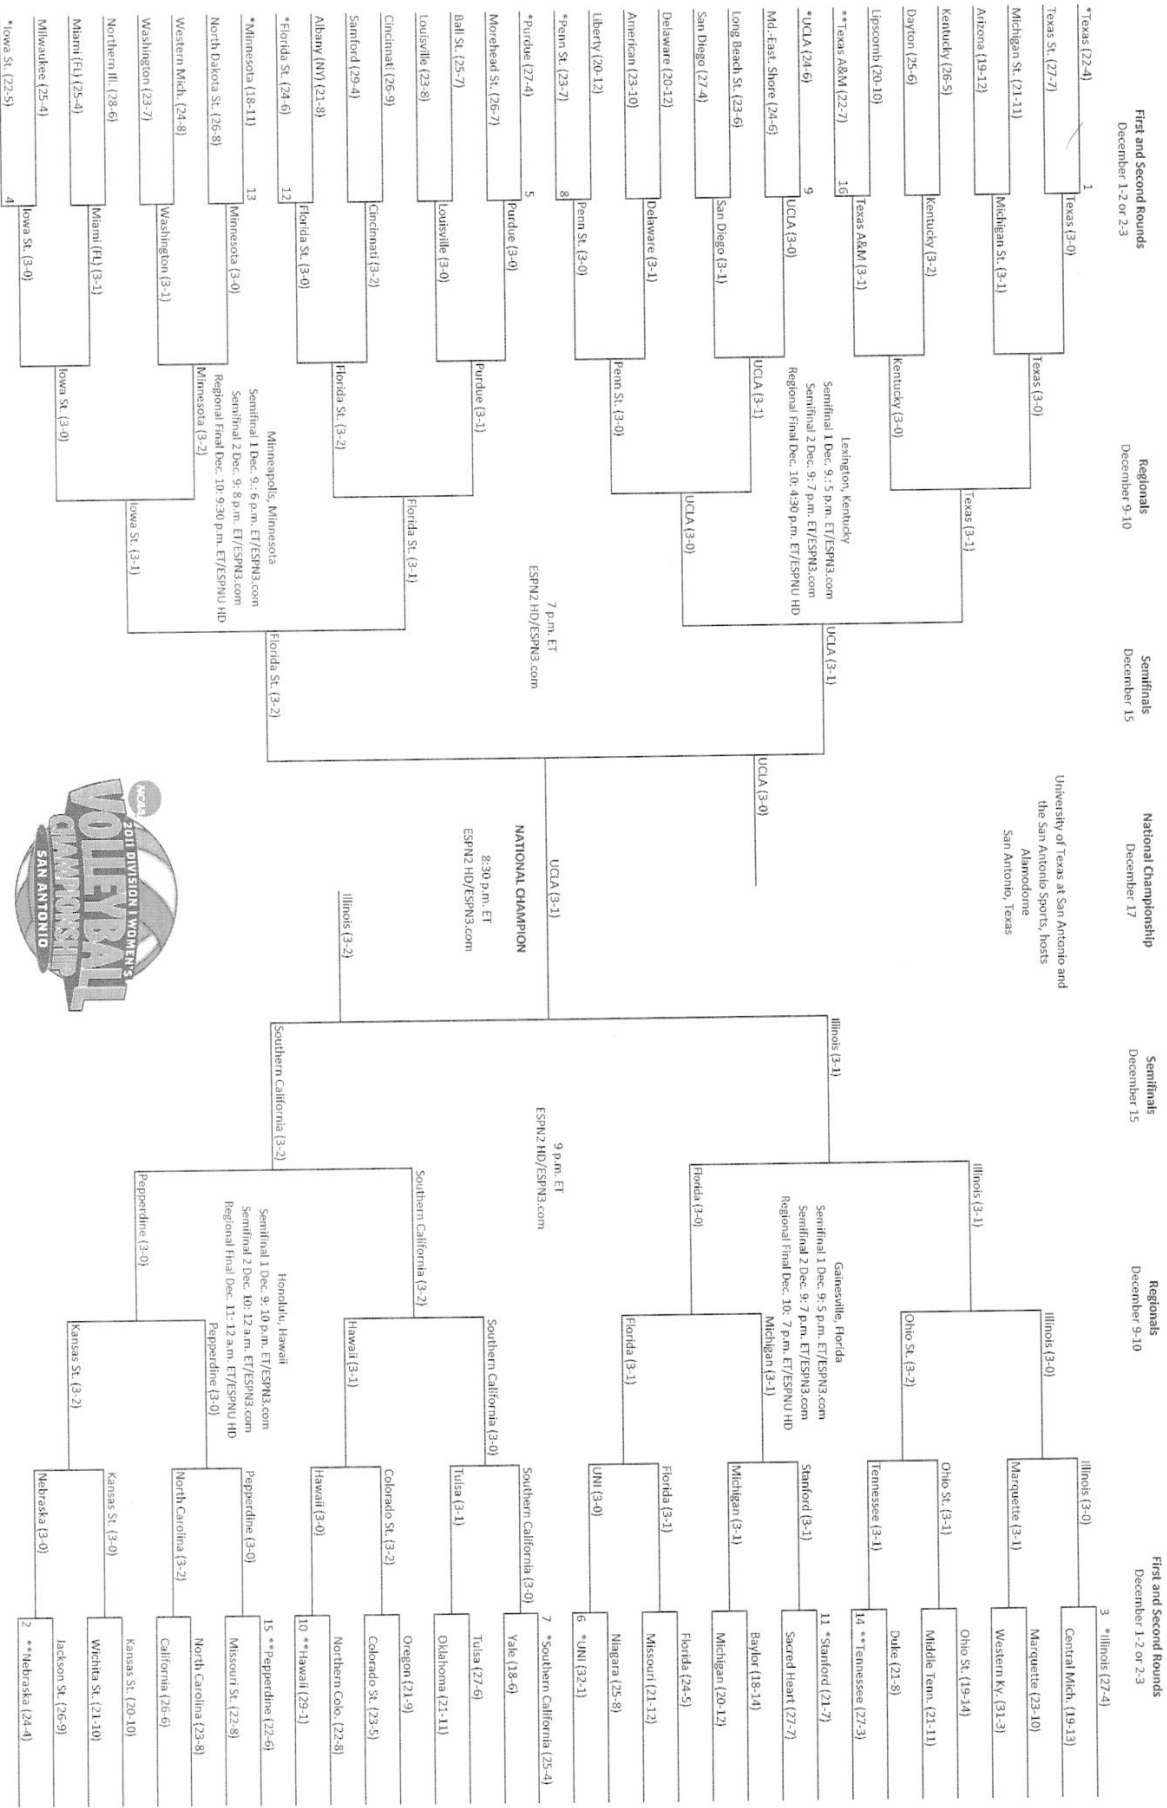 First and Second Rounds
December 1-2 or 2-3
Regionals
December 9-10
Semifinals
December 15
National Championship
December 17
Semifinals
December 15
Regionals
December 9-10
First and Second Rounds
December 1-2 or 2-3
*Texas (22-4)
1
Texas St. (27-7)
Michigan St. (21-11)
Arizona (19-12)
Kentucky (26-5)
Dayton (25-6)
Lipscomb (20-10)
**Texas A&M (22-7)
16
*UCLA (24-6)
9
Md.-East. Shore (24-6)
Long Beach St. (23-6)
San Diego (27-4)
American (23-10)
Delaware (20-12)
Liberty (20-12)
*Penn St. (23-7)
8
*Purdue (27-4)
5
Morehead St. (26-7)
Ball St. (25-7)
Louisville (23-8)
Cincinnati (26-9)
Samford (29-4)
Albany (NY) (21-8)
*Florida St. (24-6)
12
*Minnesota (18-11)
13
North Dakota St. (26-8)
Western Mich. (24-8)
Washington (23-7)
Northern Ill. (28-6)
Miami (FL) (25-4)
Milwaukee (25-4)
*Iowa St. (22-5)
4
Texas (3-0)
Michigan St. (3-1)
Kentucky (3-2)
Texas A&M (3-1)
UCLA (3-0)
San Diego (3-1)
Delaware (3-1)
Penn St. (3-0)
Purdue (3-0)
Louisville (3-0)
Cincinnati (3-2)
Florida St. (3-0)
Minnesota (3-0)
Washington (3-1)
Miami (FL) (3-1)
Iowa St. (3-0)
Texas (3-0)
Kentucky (3-0)
UCLA (3-1)
Penn St. (3-0)
Purdue (3-1)
Florida St. (3-2)
Minnesota (3-2)
Iowa St. (3-0)
Lexington, Kentucky
Semifinal 1 Dec. 9.: 5 p.m. ET/ESPN3.com
Semifinal 2 Dec. 9: 7 p.m. ET/ESPN3.com
Regional Final Dec. 10: 4:30 p.m. ET/ESPNU HD
Minneapolis, Minnesota
Semifinal 1 Dec. 9.: 6 p.m. ET/ESPN3.com
Semifinal 2 Dec. 9: 8 p.m. ET/ESPN3.com
Regional Final Dec. 10: 9:30 p.m. ET/ESPNU HD
Texas (3-1)
UCLA (3-0)
Florida St. (3-1)
Iowa St. (3-1)
7 p.m. ET
ESPN2 HD/ESPN3.com
UCLA (3-1)
Florida St. (3-2)
University of Texas at San Antonio and
the San Antonio Sports, hosts
Alamodome
San Antonio, Texas
UCLA (3-0)
UCLA (3-1)
NATIONAL CHAMPION
8:30 p.m. ET
ESPN2 HD/ESPN3.com
Illinois (3-2)
NCAA
2011 DIVISION I WOMEN'S
VOLLEYBALL
CHAMPIONSHIP
SAN ANTONIO
Illinois (3-1)
Southern California (3-2)
9 p.m. ET
ESPN2 HD/ESPN3.com
Illinois (3-1)
Florida (3-0)
Southern California (3-2)
Pepperdine (3-0)
Gainesville, Florida
Semifinal 1 Dec. 9: 5 p.m. ET/ESPN3.com
Semifinal 2 Dec. 9: 7 p.m. ET/ESPN3.com
Regional Final Dec. 10: 7 p.m. ET/ESPNU HD
Honolulu, Hawaii
Semifinal 1 Dec. 9: 10 p.m. ET/ESPN3.com
Semifinal 2 Dec. 10: 12 a.m. ET/ESPN3.com
Regional Final Dec. 11: 12 a.m. ET/ESPNU HD
Illinois (3-0)
Ohio St. (3-2)
Michigan (3-1)
Florida (3-1)
Southern California (3-0)
Hawaii (3-1)
Pepperdine (3-0)
Kansas St. (3-2)
Illinois (3-0)
Marquette (3-1)
Ohio St. (3-1)
Tennessee (3-1)
Stanford (3-1)
Michigan (3-1)
Florida (3-1)
UNI (3-0)
Southern California (3-0)
Tulsa (3-1)
Colorado St. (3-2)
Hawaii (3-0)
Pepperdine (3-0)
North Carolina (3-2)
Kansas St. (3-0)
Nebraska (3-0)
3 *Illinois (27-4)
Central Mich. (19-13)
Marquette (23-10)
Western Ky. (31-3)
Ohio St. (19-14)
Middle Tenn. (21-11)
Duke (21-8)
14 **Tennessee (27-3)
11 *Stanford (21-7)
Sacred Heart (27-7)
Baylor (18-14)
Michigan (20-12)
Florida (24-5)
Missouri (21-12)
Niagara (25-8)
6 *UNI (32-1)
7 *Southern California (25-4)
Yale (18-6)
Tulsa (27-6)
Oklahoma (21-11)
Oregon (21-9)
Colorado St. (23-5)
Northern Colo. (22-8)
10 **Hawaii (29-1)
15 **Pepperdine (22-6)
Missouri St. (22-8)
North Carolina (23-8)
California (26-6)
Kansas St. (20-10)
Wichita St. (21-10)
Jackson St. (26-9)
2 **Nebraska (24-4)